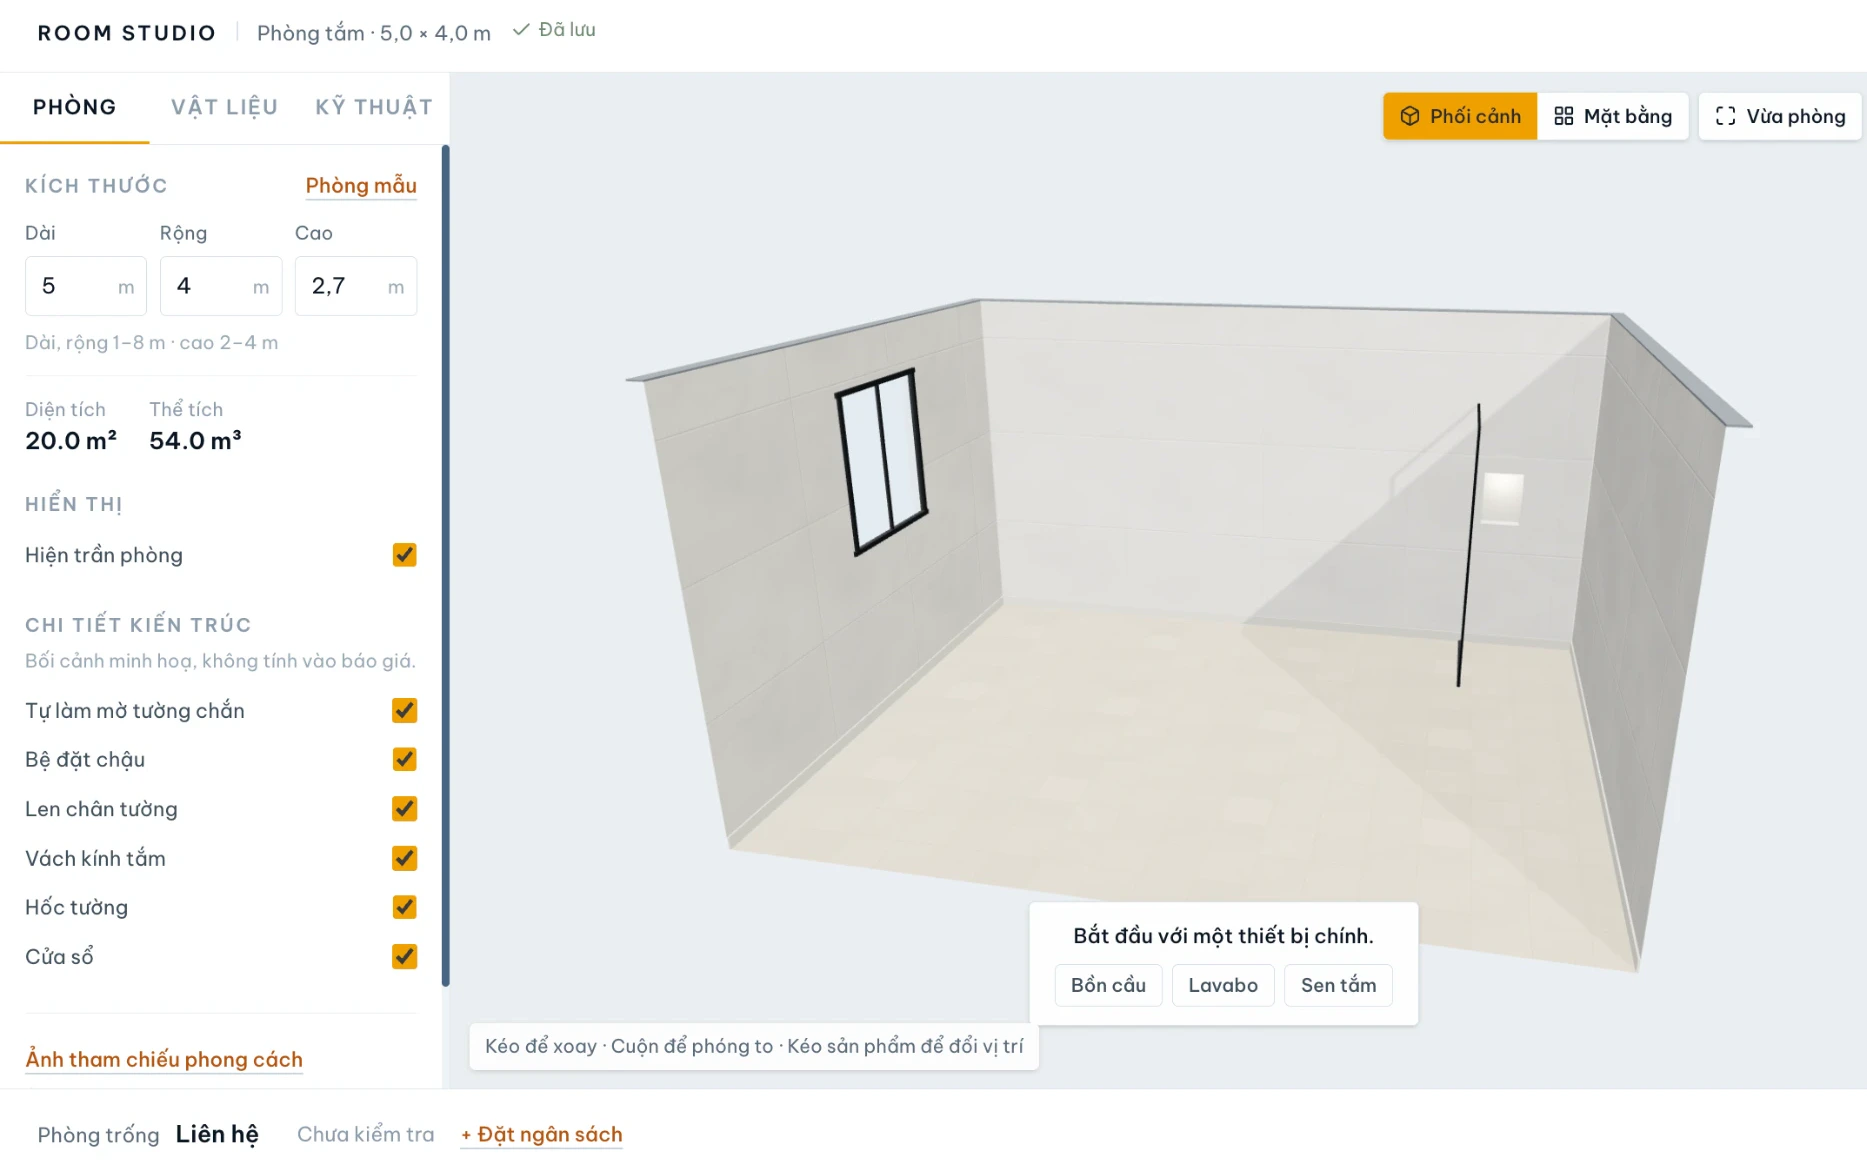 ROOM STUDIO
Phòng tắm · 5,0 × 4,0 m
Đã lưu
PHÒNG
VẬT LIỆU
KỸ THUẬT
Phối cảnh
Mặt bằng
Vừa phòng
KÍCH THƯỚC
Phòng mẫu
Dài
Rộng
Cao
5 m
4 m
2,7 m
Dài, rộng 1–8 m · cao 2–4 m
Diện tích
Thể tích
20.0 m²
54.0 m³
HIỂN THỊ
Hiện trần phòng
CHI TIẾT KIẾN TRÚC
Bối cảnh minh hoạ, không tính vào báo giá.
Tự làm mờ tường chắn
Bệ đặt chậu
Len chân tường
Vách kính tắm
Hốc tường
Cửa sổ
Ảnh tham chiếu phong cách
Bắt đầu với một thiết bị chính.
Bồn cầu
Lavabo
Sen tắm
Kéo để xoay · Cuộn để phóng to · Kéo sản phẩm để đổi vị trí
Phòng trống
Liên hệ
Chưa kiểm tra
+ Đặt ngân sách